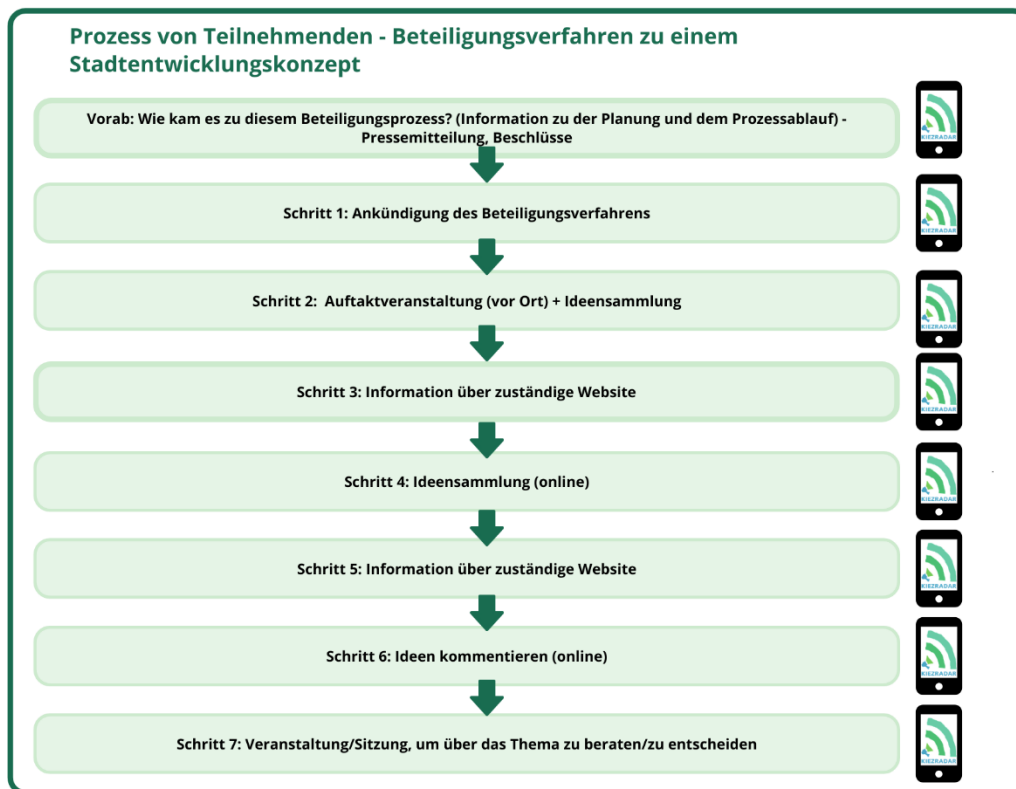 Prozess von Teilnehmenden - Beteiligungsverfahren zu einem
Stadtentwicklungskonzept
Vorab: Wie kam es zu diesem Beteiligungsprozess? (Information zu der Planung und dem Prozessablauf) -
Pressemitteilung, Beschlüsse
KIEZRADAR
Schritt 1: Ankündigung des Beteiligungsverfahrens
KIEZRADAR
Schritt 2: Auftaktveranstaltung (vor Ort) + Ideensammlung
KIEZRADAR
Schritt 3: Information über zuständige Website
KIEZRADAR
Schritt 4: Ideensammlung (online)
KIEZRADAR
Schritt 5: Information über zuständige Website
KIEZRADAR
Schritt 6: Ideen kommentieren (online)
KIEZRADAR
Schritt 7: Veranstaltung/Sitzung, um über das Thema zu beraten/zu entscheiden
KIEZRADAR